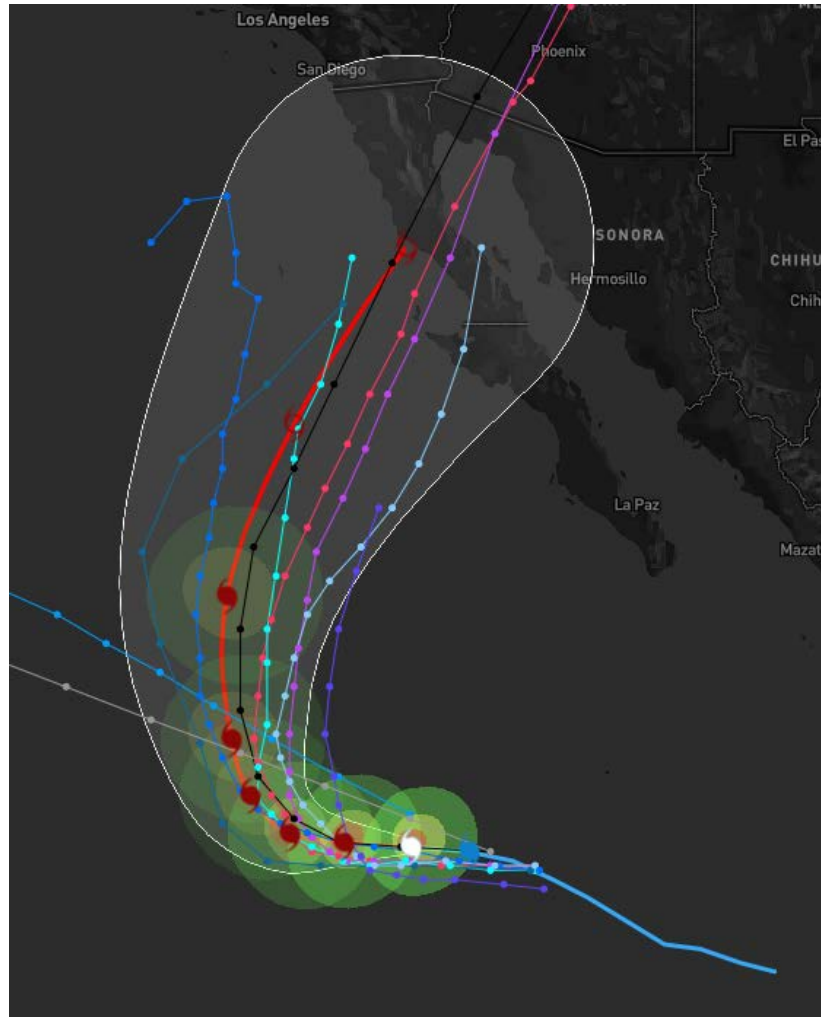 Los Angeles
San Diego
Phoenix
El Pas
SONORA
Hermosillo
CHIHU
Chih
La Paz
Mazat